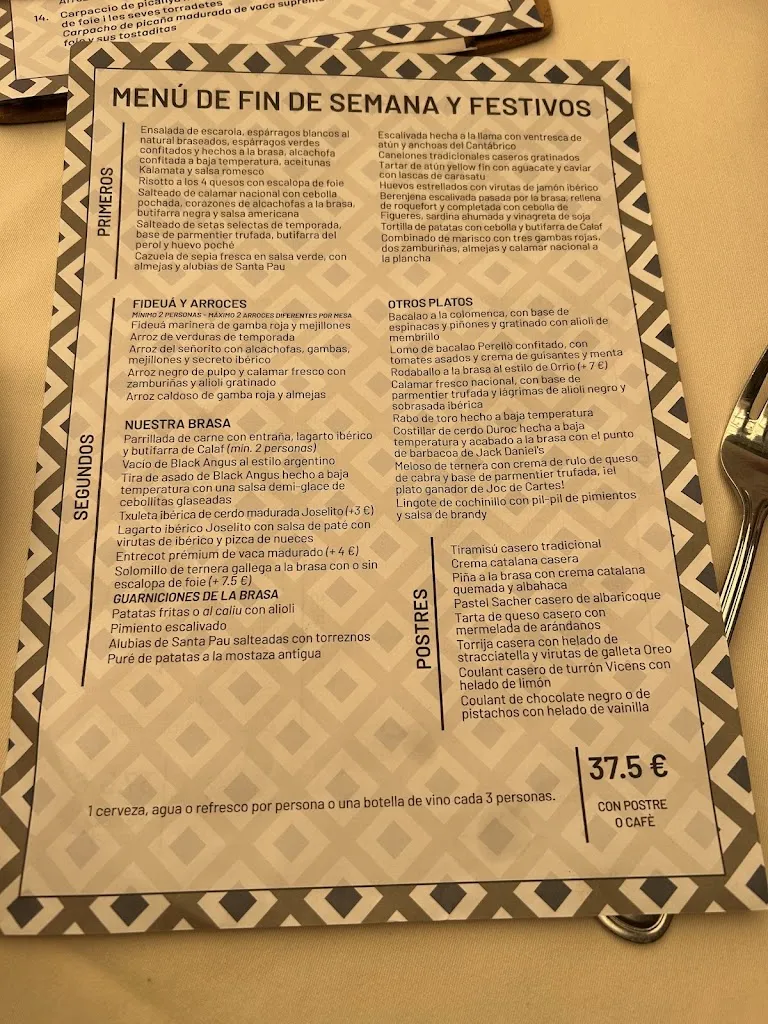 14. Carpaccio de picanya
de foie i les seves torradetes
Carpacho de picaña madurada de vaca suprem
foie y sus tostaditas
MENÚ DE FIN DE SEMANA Y FESTIVOS
PRIMEROS
Ensalada de escarola, espárragos blancos al
natural braseados, espárragos verdes
confitados y hechos a la brasa, alcachofa
confitada a baja temperatura, aceitunas
Kalamata y salsa romesco
Risotto a los 4 quesos con escalopa de foie
Salteado de calamar nacional con cebolla
pochada, corazones de alcachofas a la brasa,
butifarra negra y salsa americana
Salteado de setas selectas de temporada,
base de parmentier trufada, butifarra del
perol y huevo poché
Cazuela de sepia fresca en salsa verde, con
almejas y alubias de Santa Pau
Escalivada hecha a la llama con ventresca de
atún y anchoas del Cantábrico
Canelones tradicionales caseros gratinados
Tartar de atún yellow fin con aguacate y caviar
con lascas de carasatu
Huevos estrellados con virutas de jamón ibérico
Berenjena escalivada pasada por la brasa, rellena
de roquefort y completada con cebolla de
Figueres, sardina ahumada y vinagreta de soja
Tortilla de patatas con cebolla y butifarra de Calaf
Combinado de marisco con tres gambas rojas,
dos zamburiñas, almejas y calamar nacional a
la plancha
SEGUNDOS
FIDEUÁ Y ARROCES
MÍNIMO 2 PERSONAS - MÁXIMO 2 ARROCES DIFERENTES POR MESA
Fideuá marinera de gamba roja y mejillones
Arroz de verduras de temporada
Arroz del señorito con alcachofas, gambas,
mejillones y secreto ibérico
Arroz negro de pulpo y calamar fresco con
zamburiñas y alioli gratinado
Arroz caldoso de gamba roja y almejas
NUESTRA BRASA
Parrillada de carne con entraña, lagarto ibérico
y butifarra de Calaf (min. 2 personas)
Vacio de Black Angus al estilo argentino
Tira de asado de Black Angus hecho a baja
temperatura con una salsa demi-glace de
cebollitas glaseadas
Txuleta ibérica de cerdo madurada Joselito (+3 €)
Lagarto ibérico Joselito con salsa de paté con
virutas de ibérico y pizca de nueces
Entrecot prémium de vaca madurado (+ 4 €)
Solomillo de ternera gallega a la brasa con o sin
escalopa de foie (+ 7.5 €)
GUARNICIONES DE LA BRASA
Patatas fritas o al caliu con alioli
Pimiento escalivado
Alubias de Santa Pau salteadas con torreznos
Puré de patatas a la mostaza antigua
OTROS PLATOS
Bacalao a la colomenca, con base de
espinacas y piñones y gratinado con alioli de
membrillo
Lomo de bacalao Perelló confitado, con
tomates asados y crema de guisantes y menta
Rodaballo a la brasa al estilo de Orrio (+ 7 €)
Calamar fresco nacional, con base de
parmentier trufada y lágrimas de alioli negro y
sobrasada ibérica
Rabo de toro hecho a baja temperatura
Costillar de cerdo Duroc hecho a baja
temperatura y acabado a la brasa con el punto
de barbacoa de Jack Daniel's
Meloso de ternera con crema de rulo de queso
de cabra y base de parmentier trufada, ¡el
plato ganador de Joc de Cartes!
Lingote de cochinillo con pil-pil de pimientos
y salsa de brandy
POSTRES
Tiramisú casero tradicional
Crema catalana casera
Piña a la brasa con crema catalana
quemada y albahaca
Pastel Sacher casero de albaricoque
Tarta de queso casero con
mermelada de arándanos
Torrija casera con helado de
stracciatella y virutas de galleta Oreo
Coulant casero de turrón Vicens con
helado de limón
Coulant de chocolate negro o de
pistachos con helado de vainilla
1 cerveza, agua o refresco por persona o una botella de vino cada 3 personas.
37.5 €
CON POSTRE
O CAFÈ